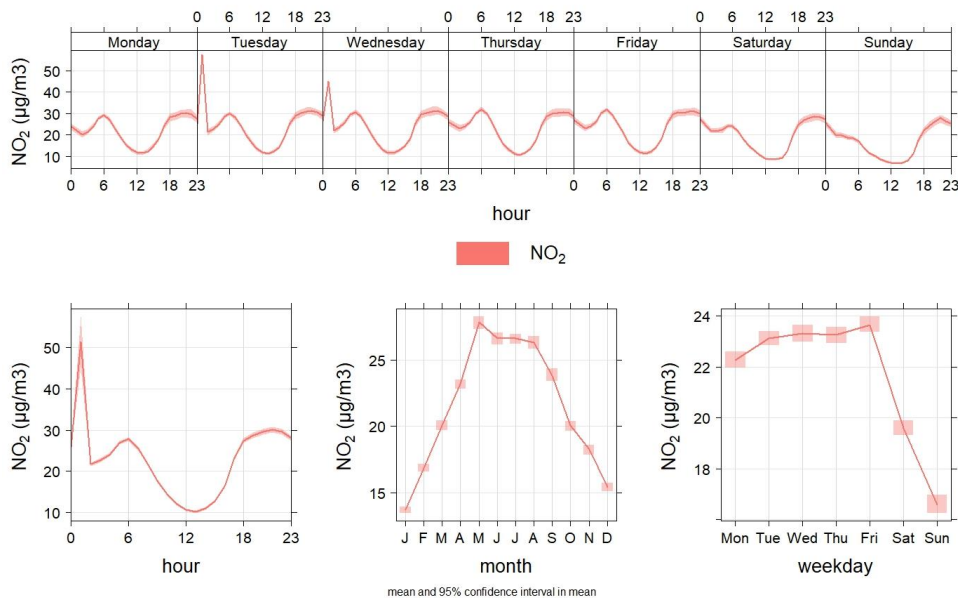 0 6 12 18 23 0 6 12 18 23 0 6 12 18 23
Monday Tuesday Wednesday Thursday Friday Saturday Sunday
NO₂ (µg/m3)
50
40
30
20
10
0 6 12 18 23 0 6 12 18 23 0 6 12 18 23 0 6 12 18 23
hour
NO₂
NO₂ (µg/m3)
50
40
30
20
10
0 6 12 18 23
hour
NO₂ (µg/m3)
25
20
15
J F M A M J J A S O N D
month
NO₂ (µg/m3)
24
22
20
18
Mon Tue Wed Thu Fri Sat Sun
weekday
mean and 95% confidence interval in mean